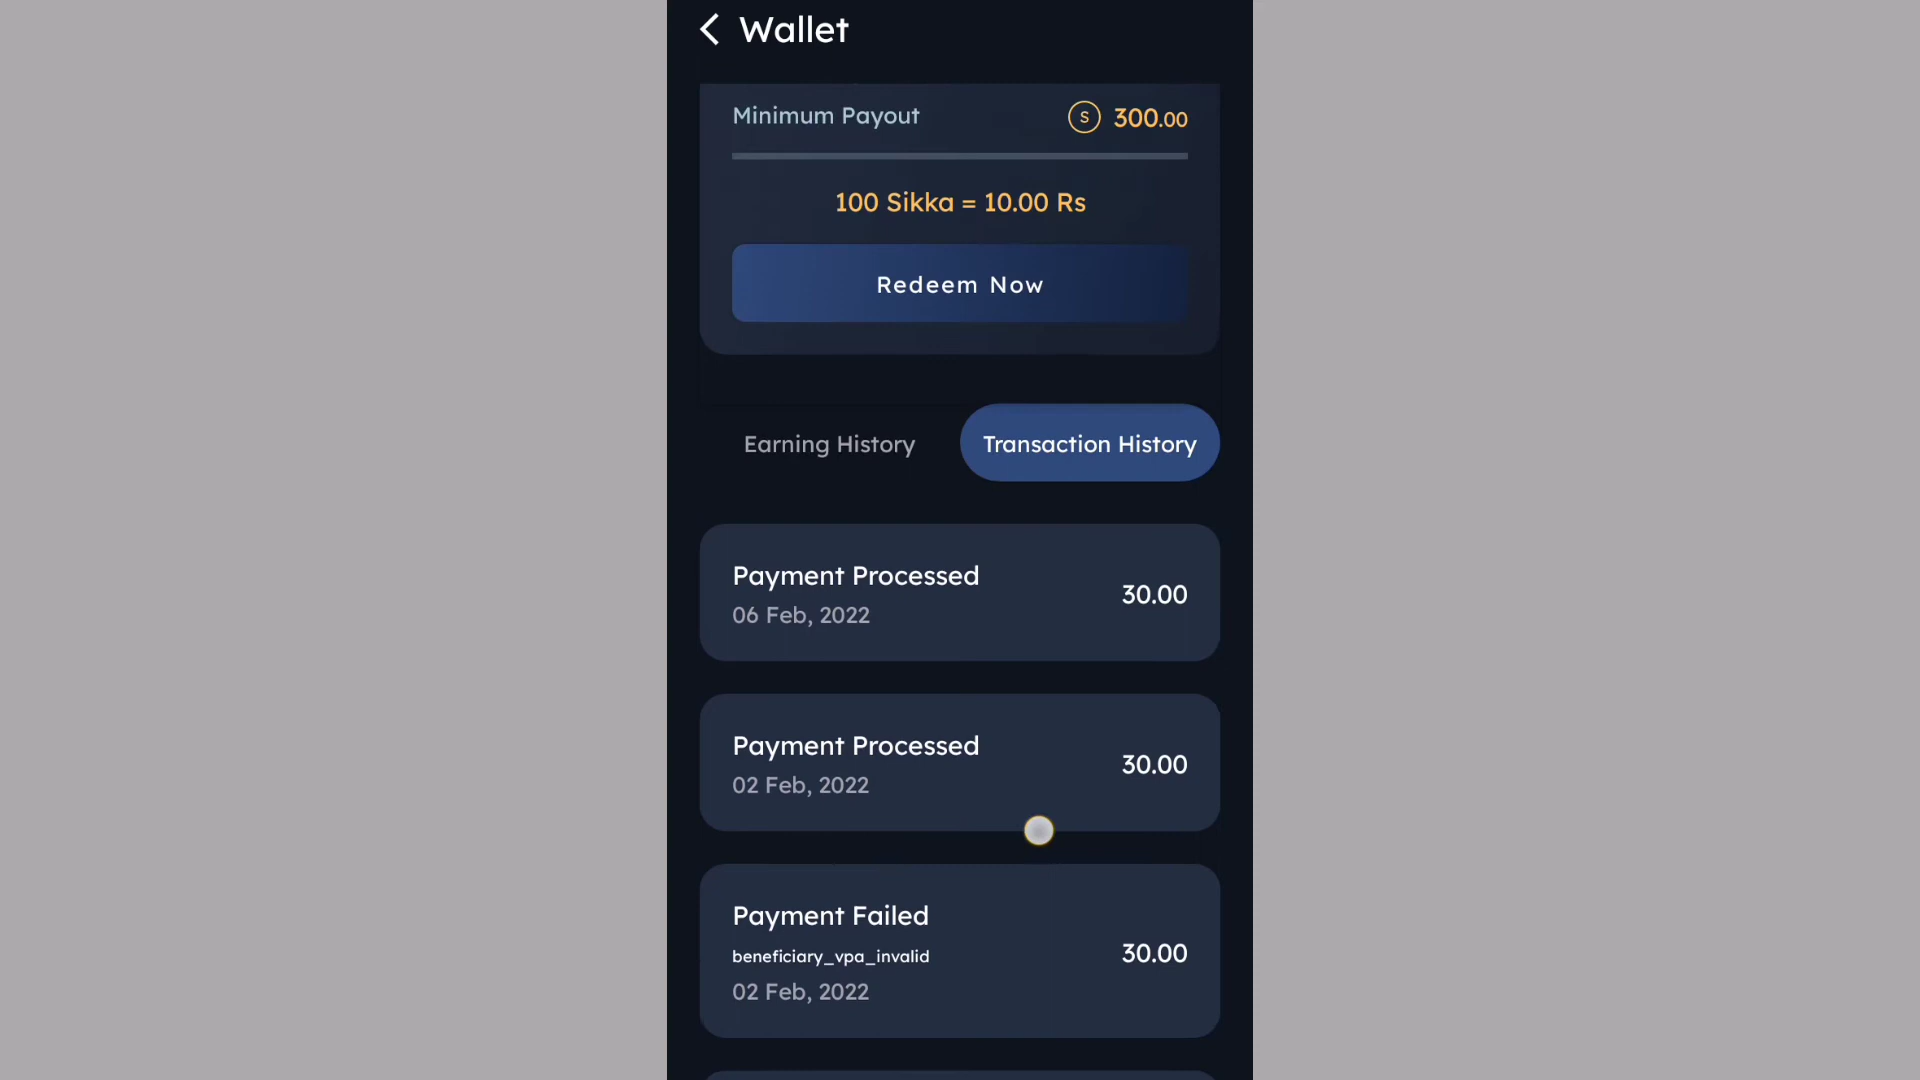 Wallet
Minimum Payout S 300.00
100 Sikka = 10.00 Rs
Redeem Now
Earning History Transaction History
Payment Processed
30.00
06 Feb, 2022
Payment Processed
30.00
02 Feb, 2022
Payment Failed
beneficiary_vpa_invalid 30.00
02 Feb, 2022